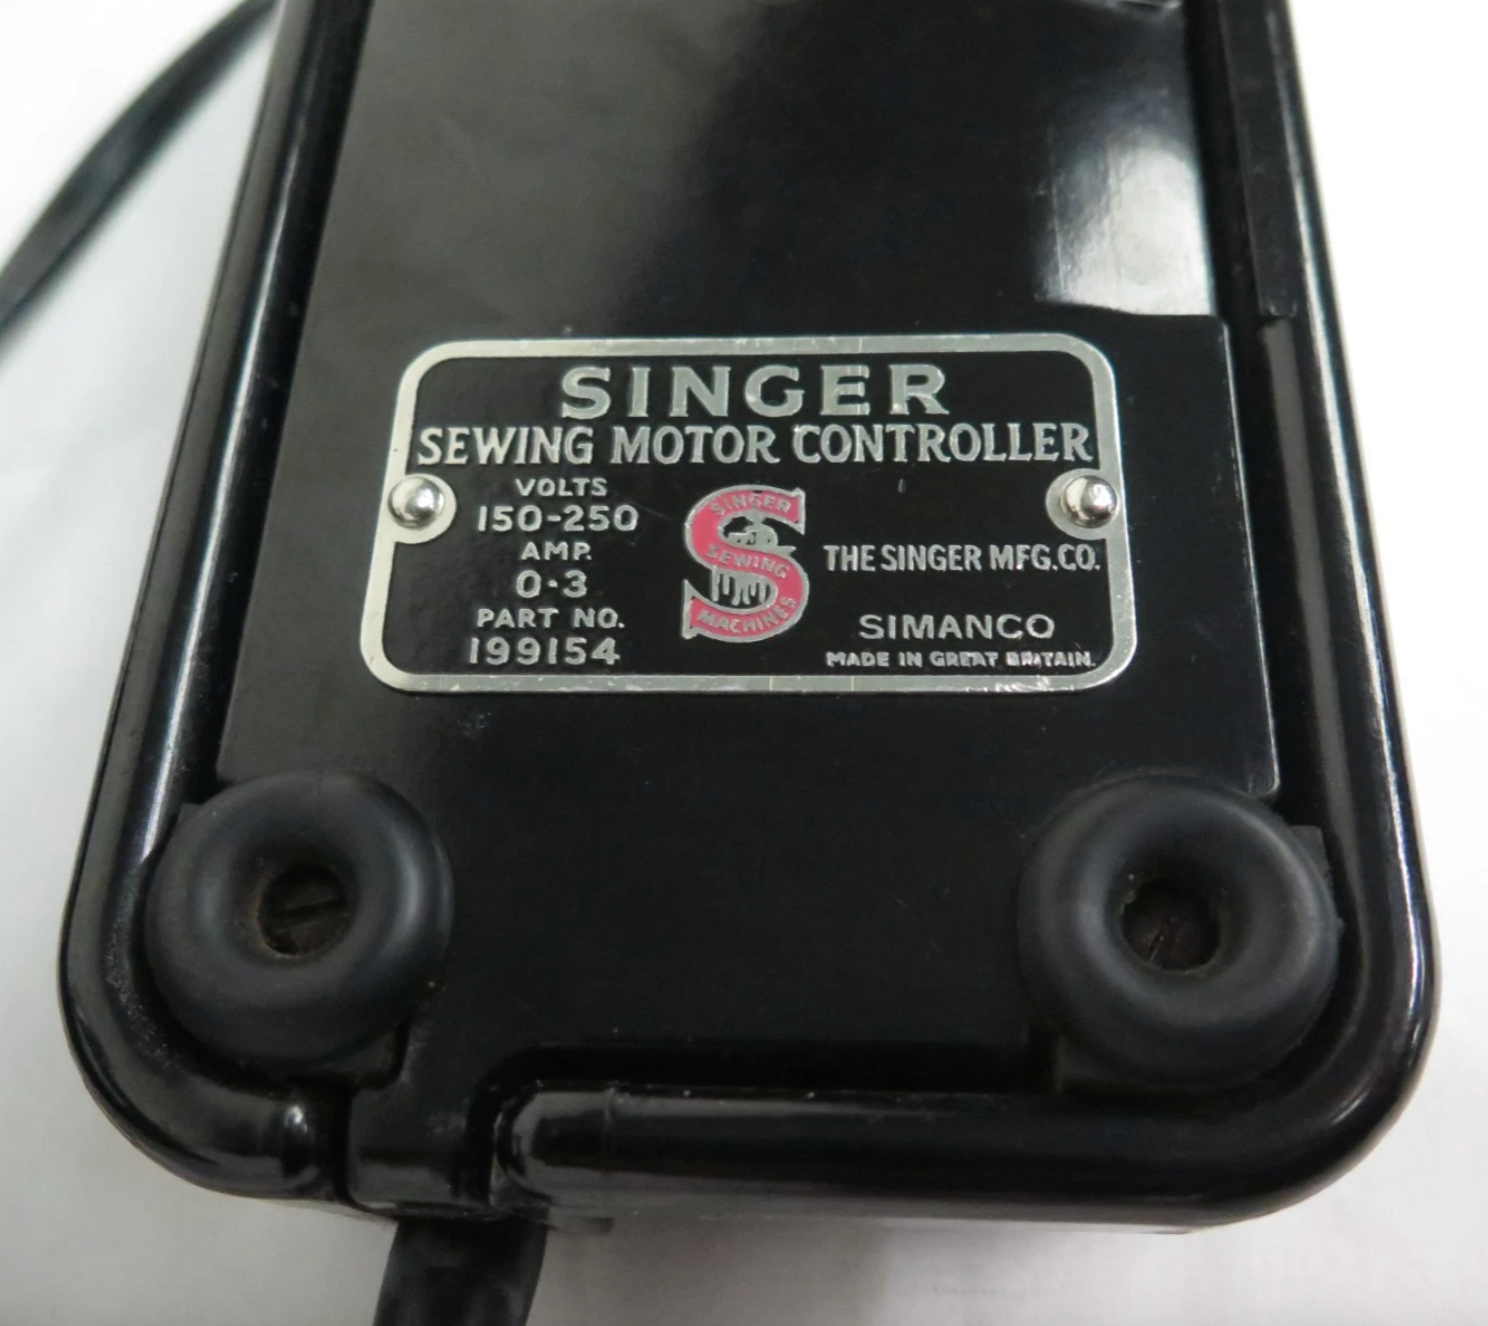 SINGER
SEWING MOTOR CONTROLLER
VOLTS
150-250
AMP.
0·3
PART NO.
199154
SINGER
SEWING
MACHINES
THE SINGER MFG.CO.
SIMANCO
MADE IN GREAT BRITAIN.